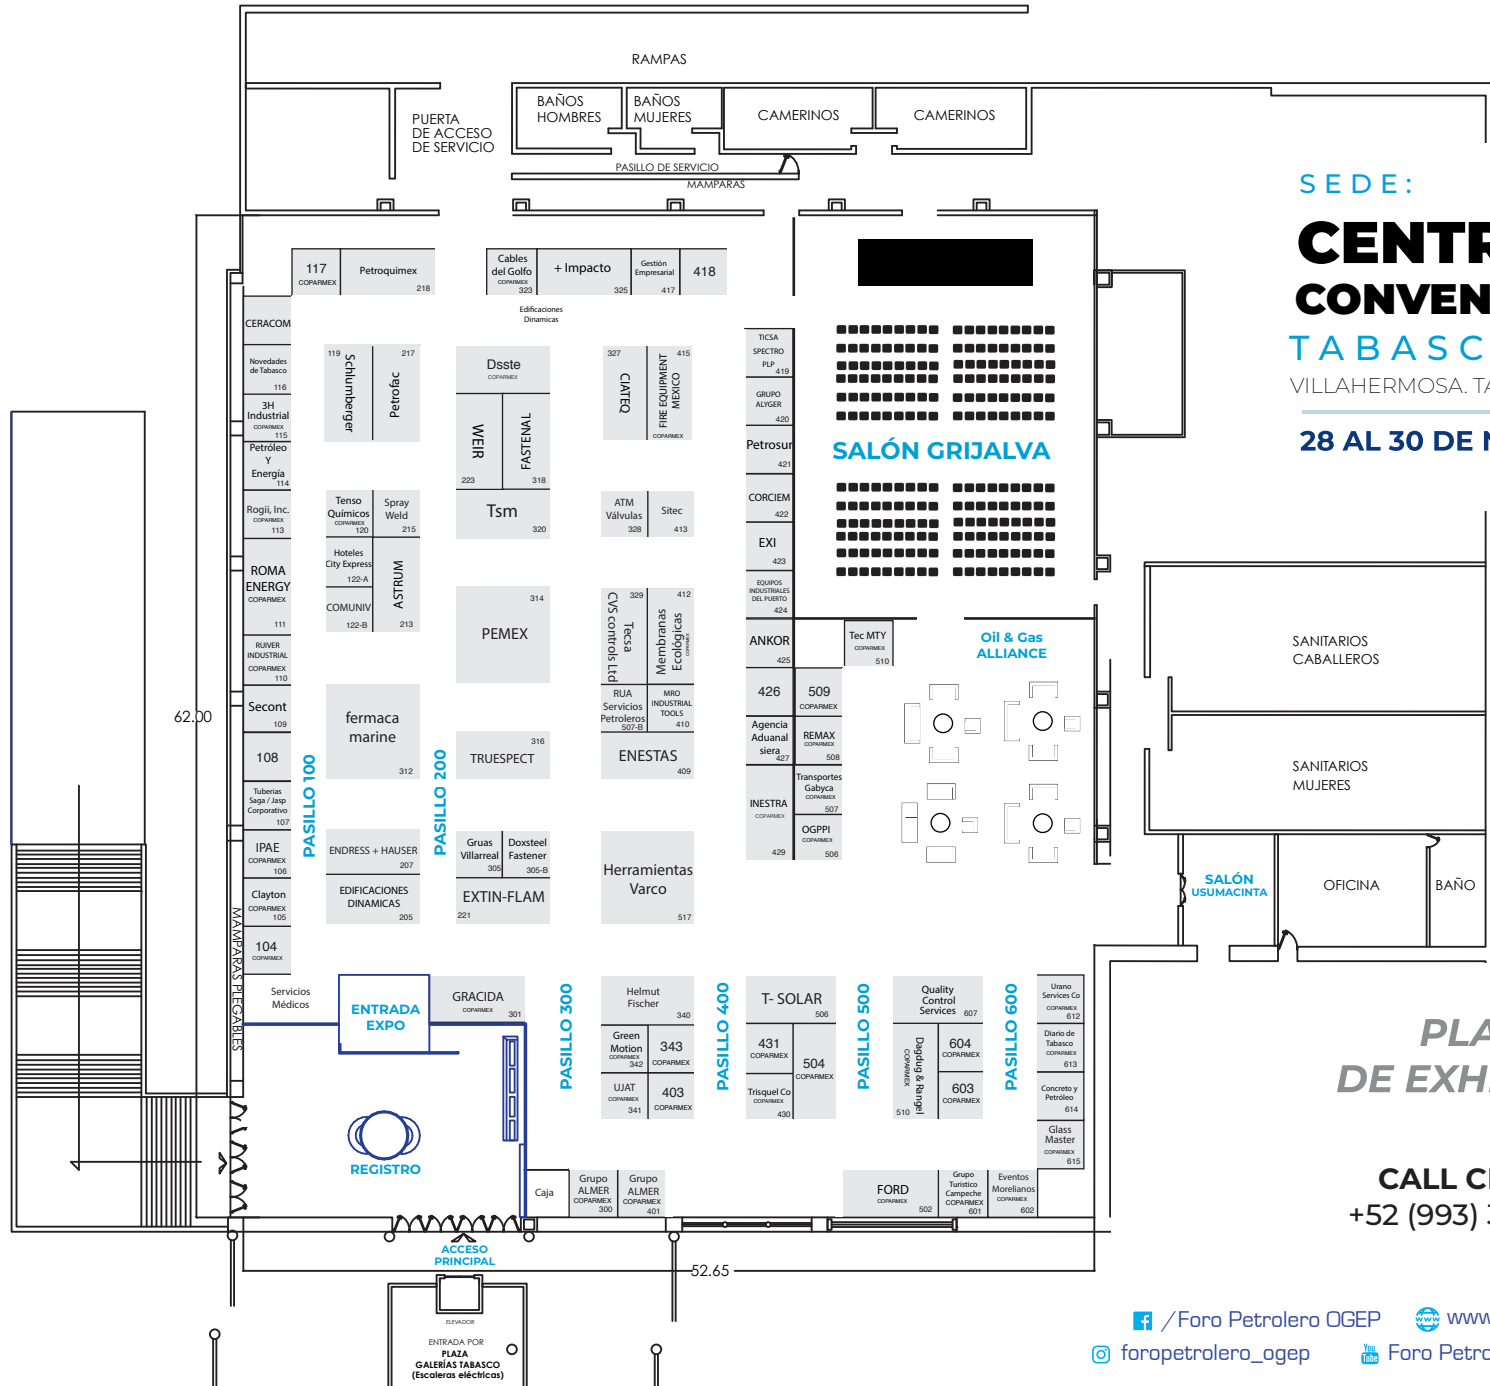 RAMPAS
PUERTA
DE ACCESO
DE SERVICIO
BAÑOS
HOMBRES
BAÑOS
MUJERES
CAMERINOS
CAMERINOS
PASILLO DE SERVICIO
MAMPARAS
SEDE:
CENTR
CONVEN
TABASC
VILLAHERMOSA. TA
28 AL 30 DE N
117
COPARMEX
Petroquimex
218
Cables
del Golfo
COPARMEX
323
+ Impacto
325
Gestión
Empresarial
417
418
Edificaciones
Dinamicas
CERACOM
Novedades
de Tabasco
116
3H
Industrial
COPARMEX
115
Petróleo
Y
Energía
114
Rogii, Inc.
COPARMEX
113
ROMA
ENERGY
COPARMEX
111
RUIVER
INDUSTRIAL
COPARMEX
110
Secont
109
108
Tuberias
Saga / Jasp
Corporativo
107
IPAE
COPARMEX
106
Clayton
COPARMEX
105
104
COPARMEX
119
Schlumberger
217
Petrofac
Tenso
Químicos
COPARMEX
120
Spray
Weld
215
Hoteles
City Express
122-A
COMUNIV
122-B
ASTRUM
213
fermaca
marine
312
ENDRESS + HAUSER
207
EDIFICACIONES
DINAMICAS
205
PASILLO 100
PASILLO 200
Dsste
COPARMEX
WEIR
223
FASTENAL
318
Tsm
320
314
PEMEX
316
TRUESPECT
Gruas
Villarreal
305
Doxsteel
Fastener
305-B
EXTIN-FLAM
221
327
CIATEQ
415
FIRE EQUIPMENT
MEXICO
COPARMEX
ATM
Válvulas
328
Sitec
413
329
Tecsa
CVS controls Ltd
412
Membranas
Ecológicas
COPARMEX
RUA
Servicios
Petroleros
507-B
MRO
INDUSTRIAL
TOOLS
410
ENESTAS
409
Herramientas
Varco
517
TICSA
SPECTRO
PLP
419
GRUPO
ALYGER
420
Petrosur
421
CORCIEM
422
EXI
423
EQUIPOS
INDUSTRIALES
DEL PUERTO
424
ANKOR
425
426
Agencia
Aduanal
siera
427
INESTRA
COPARMEX
429
509
COPARMEX
REMAX
COPARMEX
508
Transportes
Gabyca
COPARMEX
507
OGPPI
COPARMEX
506
Tec MTY
COPARMEX
510
SALÓN GRIJALVA
Oil & Gas
ALLIANCE
SANITARIOS
CABALLEROS
SANITARIOS
MUJERES
SALÓN
USUMACINTA
OFICINA
BAÑO
62.00
MAMPARAS PLEGABLES
Servicios
Médicos
ENTRADA
EXPO
GRACIDA
COPARMEX
301
REGISTRO
PASILLO 300
Helmut
Fischer
340
Green
Motion
COPARMEX
342
343
COPARMEX
UJAT
COPARMEX
341
403
COPARMEX
PASILLO 400
T- SOLAR
506
431
COPARMEX
504
COPARMEX
Trisquel Co
COPARMEX
430
PASILLO 500
Quality
Control
Services
607
Dagdug & Rangel
COPARMEX
510
604
COPARMEX
603
COPARMEX
PASILLO 600
Urano
Services Co
COPARMEX
612
Diario de
Tabasco
COPARMEX
613
Concreto y
Petróleo
614
Glass
Master
COPARMEX
615
Caja
Grupo
ALMER
COPARMEX
300
Grupo
ALMER
COPARMEX
401
FORD
COPARMEX
502
Grupo
Turistico
Campeche
COPARMEX
601
Eventos
Morelianos
COPARMEX
602
PLA
DE EXH
CALL C
+52 (993)
ACCESO
PRINCIPAL
52.65
ELEVADOR
ENTRADA POR
PLAZA
GALERÍAS TABASCO
(Escaleras eléctricas)
/Foro Petrolero OGEP
www
foropetrolero_ogep
You
Tube
Foro Petro